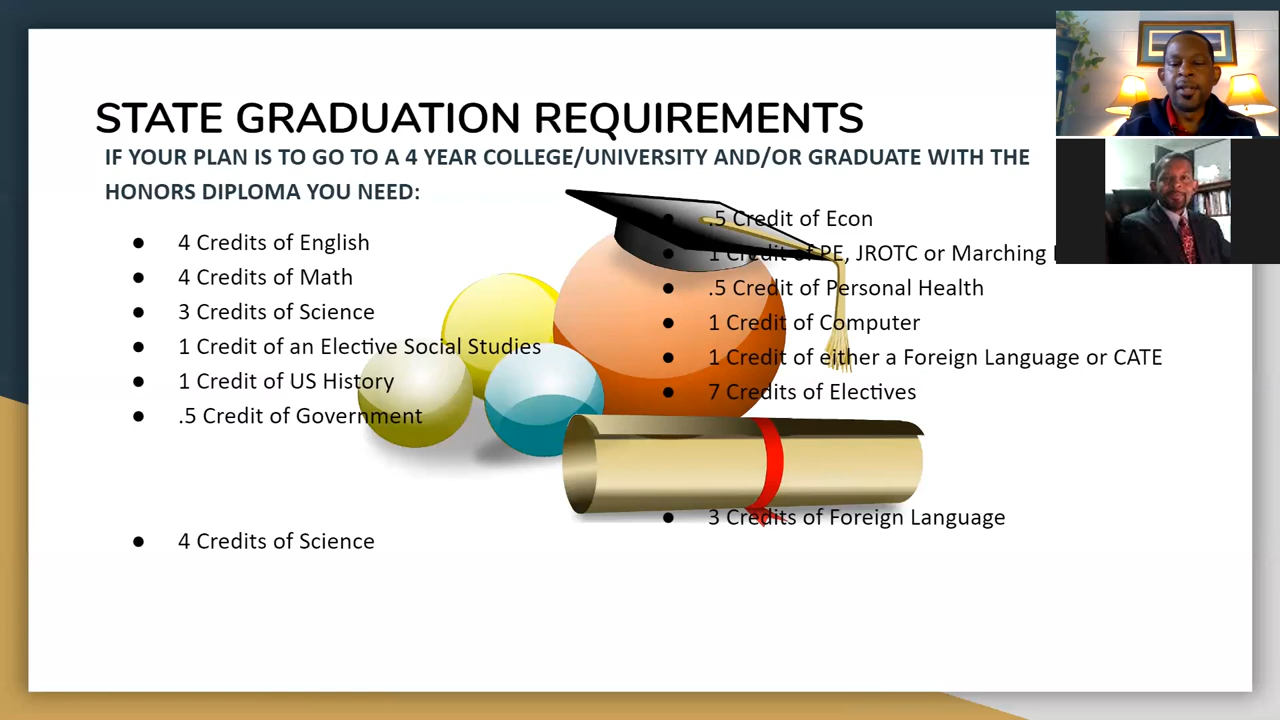 STATE GRADUATION REQUIREMENTS
IF YOUR PLAN IS TO GO TO A 4 YEAR COLLEGE/UNIVERSITY AND/OR GRADUATE WITH THE
HONORS DIPLOMA YOU NEED:
● 4 Credits of English
● 4 Credits of Math
● 3 Credits of Science
● 1 Credit of an Elective Social Studies
● 1 Credit of US History
● .5 Credit of Government
● 4 Credits of Science
● .5 Credit of Econ
● 1 Credit of PE, JROTC or Marching
● .5 Credit of Personal Health
● 1 Credit of Computer
● 1 Credit of either a Foreign Language or CATE
● 7 Credits of Electives
● 3 Credits of Foreign Language